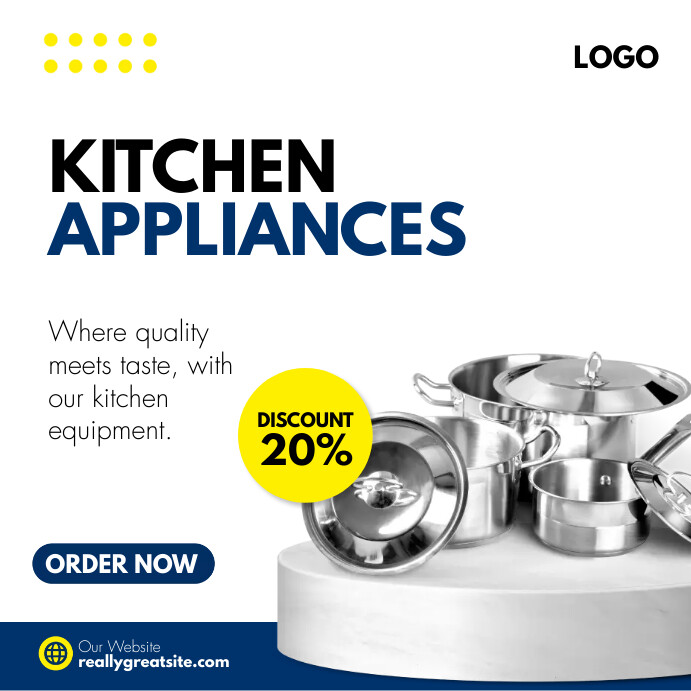 LOGO
KITCHEN
APPLIANCES
Where quality
meets taste, with
our kitchen
equipment.
DISCOUNT
20%
ORDER NOW
Our Website
reallygreatsite.com